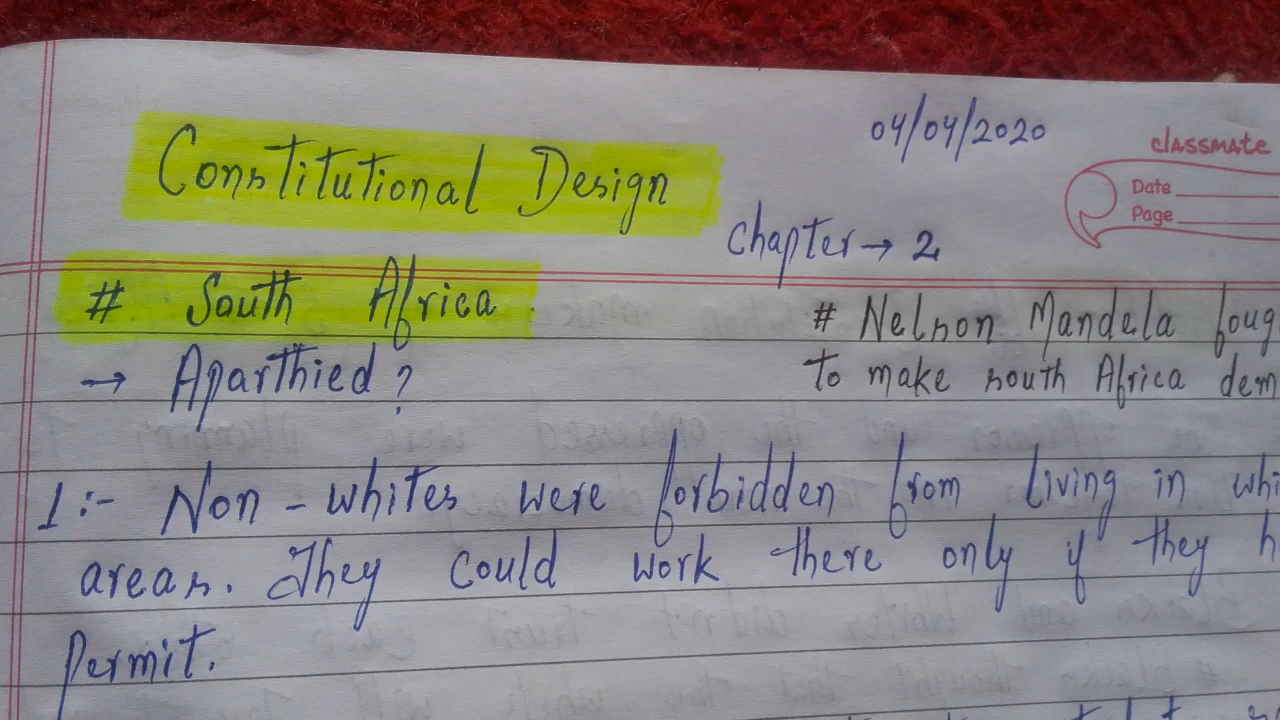 04/04/2020
classmate
Date
Page
Constitutional Design
Chapter → 2
# South Africa
# Nelson Mandela foug
to make south Africa dem
→ Aparthied?
1:- Non-whites were forbidden from living in whi
areas. They could work there only if they h
Permit.